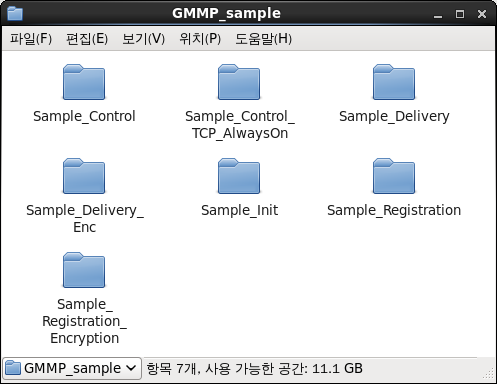 GMMP_sample
파일(F) 편집(E) 보기(V) 위치(P) 도움말(H)
Sample_Control
Sample_Control_
TCP_AlwaysOn
Sample_Delivery
Sample_Delivery_
Enc
Sample_Init
Sample_Registration
Sample_
Registration_
Encryption
GMMP_sample 항목 7개, 사용 가능한 공간: 11.1 GB